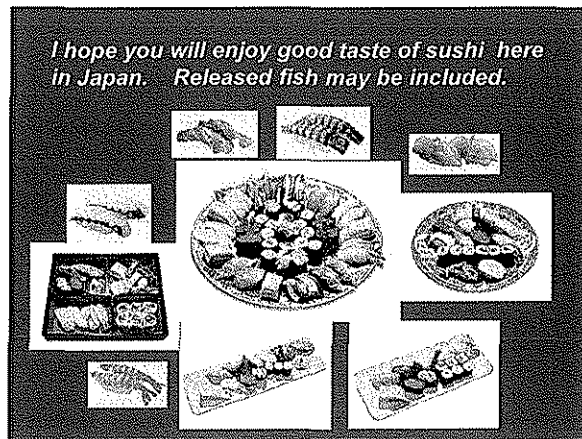 I hope you will enjoy good taste of sushi here
in Japan. Released fish may be included.